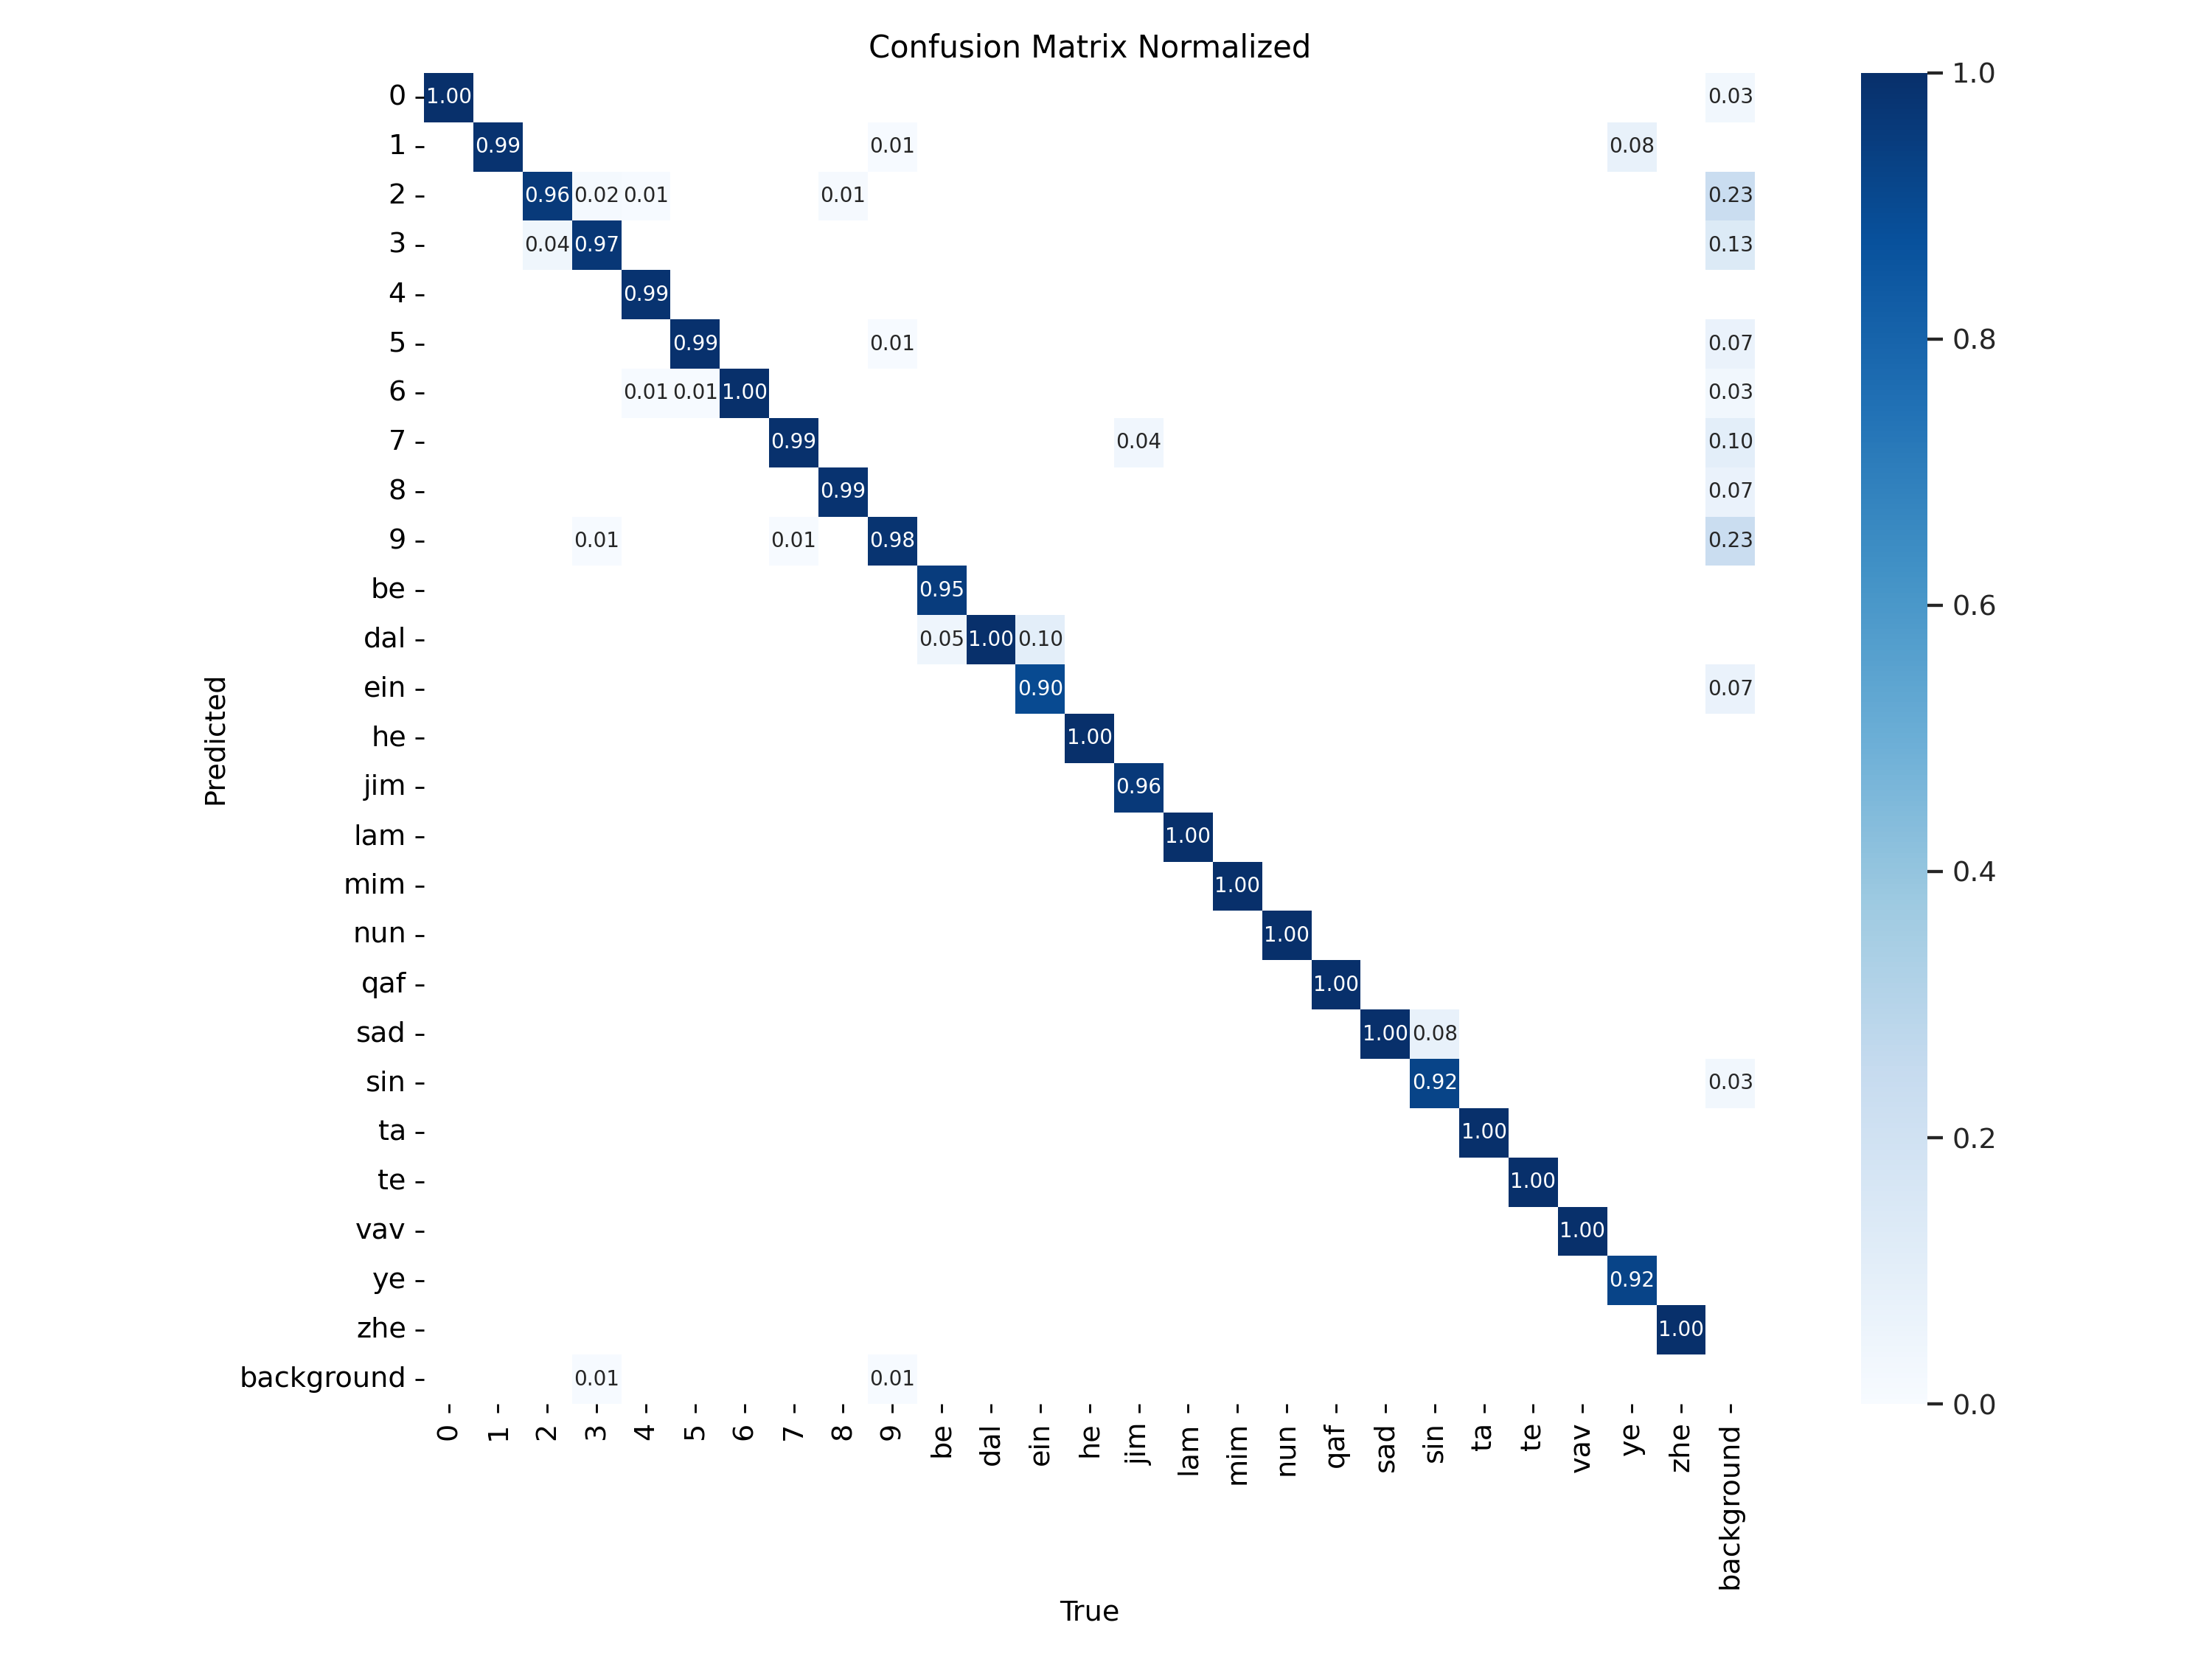 Confusion Matrix Normalized
0 1.00 0.03
1 0.99 0.01 0.08
2 0.96 0.02 0.01 0.01 0.23
3 0.04 0.97 0.13
4 0.99
5 0.99 0.01 0.07
6 0.01 0.01 1.00 0.03
7 0.99 0.04 0.10
8 0.99 0.07
9 0.01 0.01 0.98 0.23
be 0.95
dal 0.05 1.00 0.10
ein 0.90 0.07
he 1.00
jim 0.96
lam 1.00
mim 1.00
nun 1.00
qaf 1.00
sad 1.00 0.08
sin 0.92 0.03
ta 1.00
te 1.00
vav 1.00
ye 0.92
zhe 1.00
background 0.01 0.01
0 1 2 3 4 5 6 7 8 9 be dal ein he jim lam mim nun qaf sad sin ta te vav ye zhe background
Predicted
True
1.0
0.8
0.6
0.4
0.2
0.0